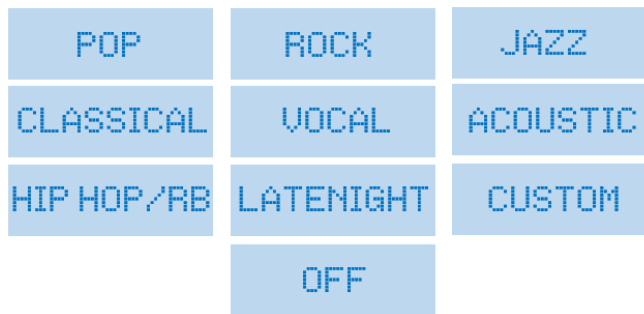 POP
ROCK
JAZZ
CLASSICAL
VOCAL
ACOUSTIC
HIP HOP/RB
LATENIGHT
CUSTOM
OFF